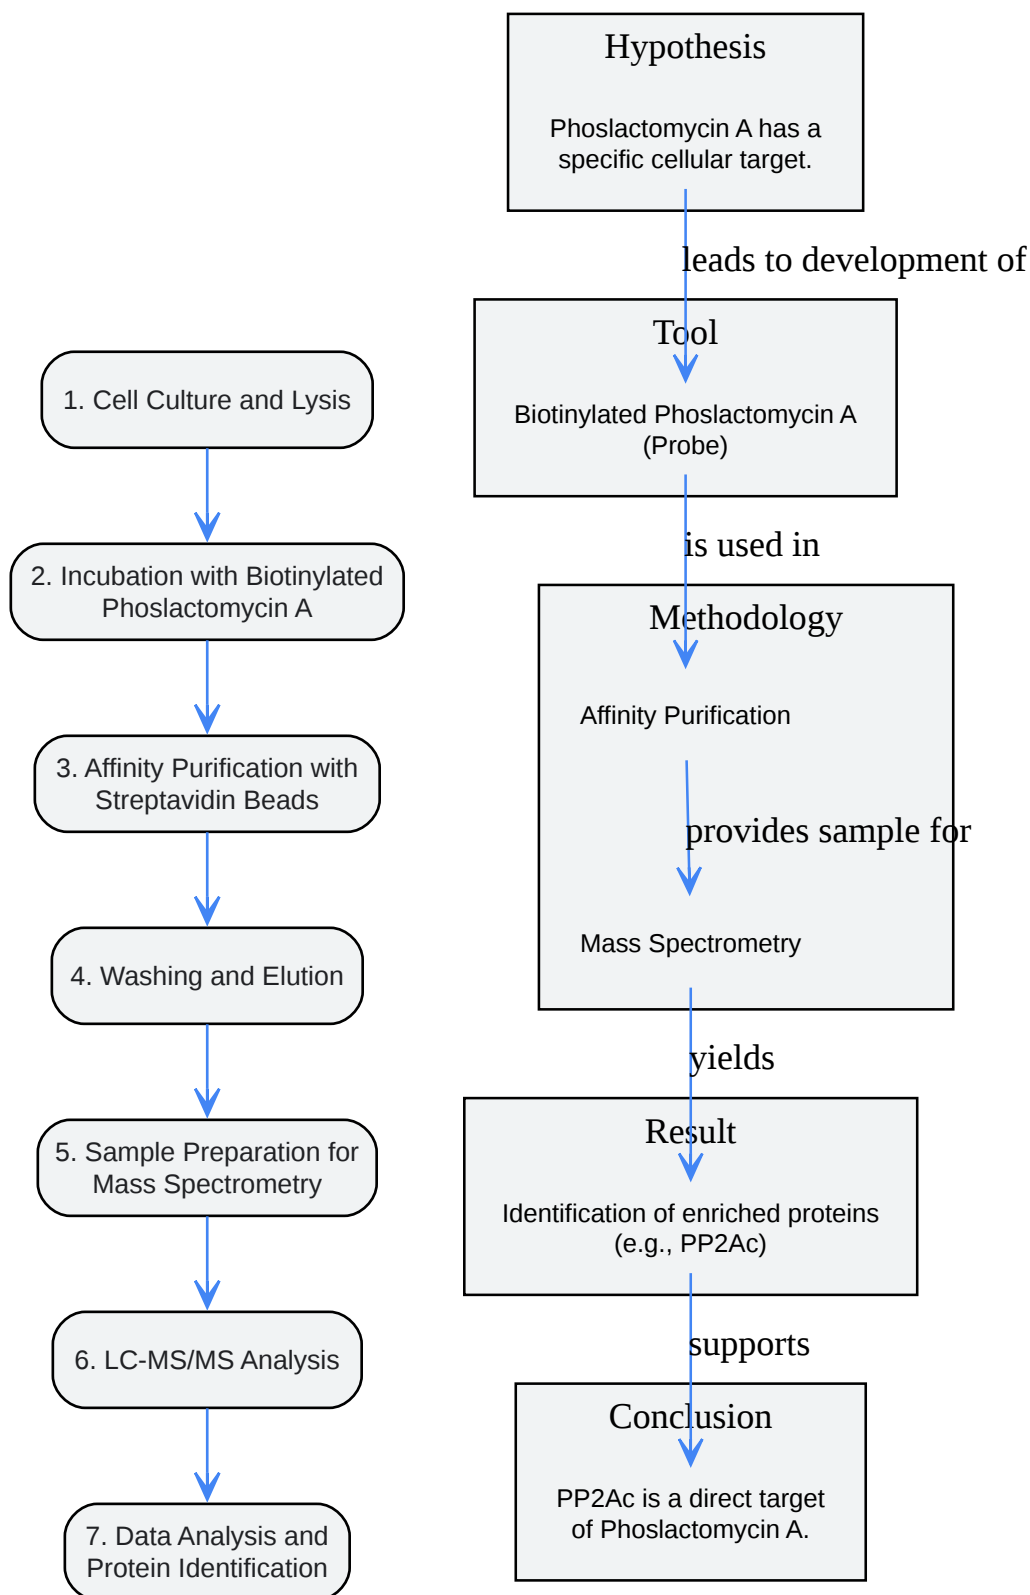 1. Cell Culture and Lysis
2. Incubation with Biotinylated
Phoslactomycin A
3. Affinity Purification with
Streptavidin Beads
4. Washing and Elution
5. Sample Preparation for
Mass Spectrometry
6. LC-MS/MS Analysis
7. Data Analysis and
Protein Identification
Hypothesis
Phoslactomycin A has a
specific cellular target.
leads to development of
Tool
Biotinylated Phoslactomycin A
(Probe)
is used in
Methodology
Affinity Purification
provides sample for
Mass Spectrometry
yields
Result
Identification of enriched proteins
(e.g., PP2Ac)
supports
Conclusion
PP2Ac is a direct target
of Phoslactomycin A.